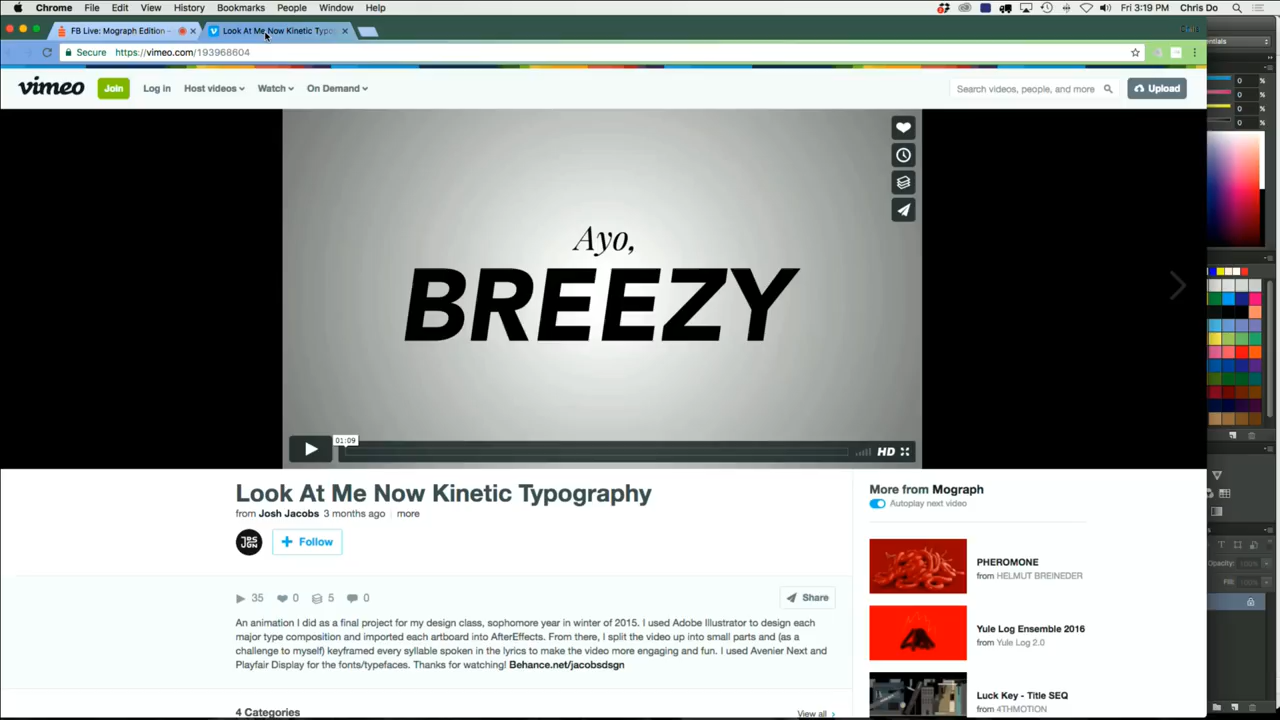 Chrome File Edit View History Bookmarks People Window Help
Fri 3:19 PM Chris Do
FB Live: Mograph Edition -
Look At Me Now Kinetic Typo
Secure https://vimeo.com/193968604
vimeo Join Log in Host videos Watch On Demand
Search videos, people, and more
Upload
Ayo,
BREEZY
01:09
HD
Look At Me Now Kinetic Typography
from Josh Jacobs 3 months ago more
Follow
35 0 5 0
Share
An animation I did as a final project for my design class, sophomore year in winter of 2015. I used Adobe Illustrator to design each
major type composition and imported each artboard into AfterEffects. From there, I split the video up into small parts and (as a
challenge to myself) keyframed every syllable spoken in the lyrics to make the video more engaging and fun. I used Avenier Next and
Playfair Display for the fonts/typefaces. Thanks for watching! Behance.net/jacobsdsgn
4 Categories
View all
More from Mograph
Autoplay next video
PHEROMONE
from HELMUT BREINEDER
Yule Log Ensemble 2016
from Yule Log 2.0
Luck Key - Title SEQ
from 4THMOTION
0 %
0 %
0 %
0 %
Opacity:
Fill: